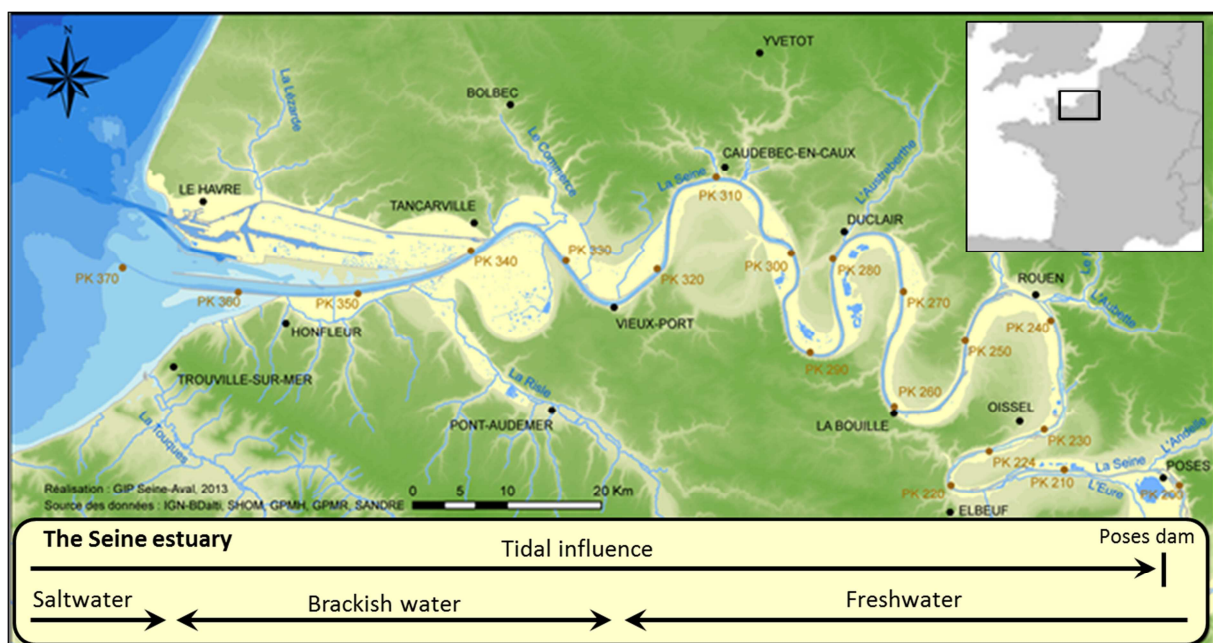 N
YVETOT
La Lézarde
BOLBEC
Le Commerce
CAUDEBEC-EN-CAUX
La Seine
PK 310
L'Austreberthe
LE HAVRE
TANCARVILLE
DUCLAIR
PK 330
PK 300
PK 280
ROUEN
PK 370
PK 340
PK 320
PK 270
L'Aubette
PK 360
PK 350
VIEUX-PORT
PK 240
HONFLEUR
PK 290
PK 250
TROUVILLE-SUR-MER
La Risle
PK 260
PONT-AUDEMER
LA BOUILLE
OISSEL
La Touques
PK 230
L'Andelle
PK 224
La Seine
POSES
PK 220
PK 210
L'Eure
PK 200
ELBEUF
Réalisation : GIP Seine-Aval, 2013
0 5 10 20 Km
Source des données : IGN-BDalti, SHOM, GPMH, GPMR, SANDRE
The Seine estuary
Tidal influence
Poses dam
Saltwater
Brackish water
Freshwater